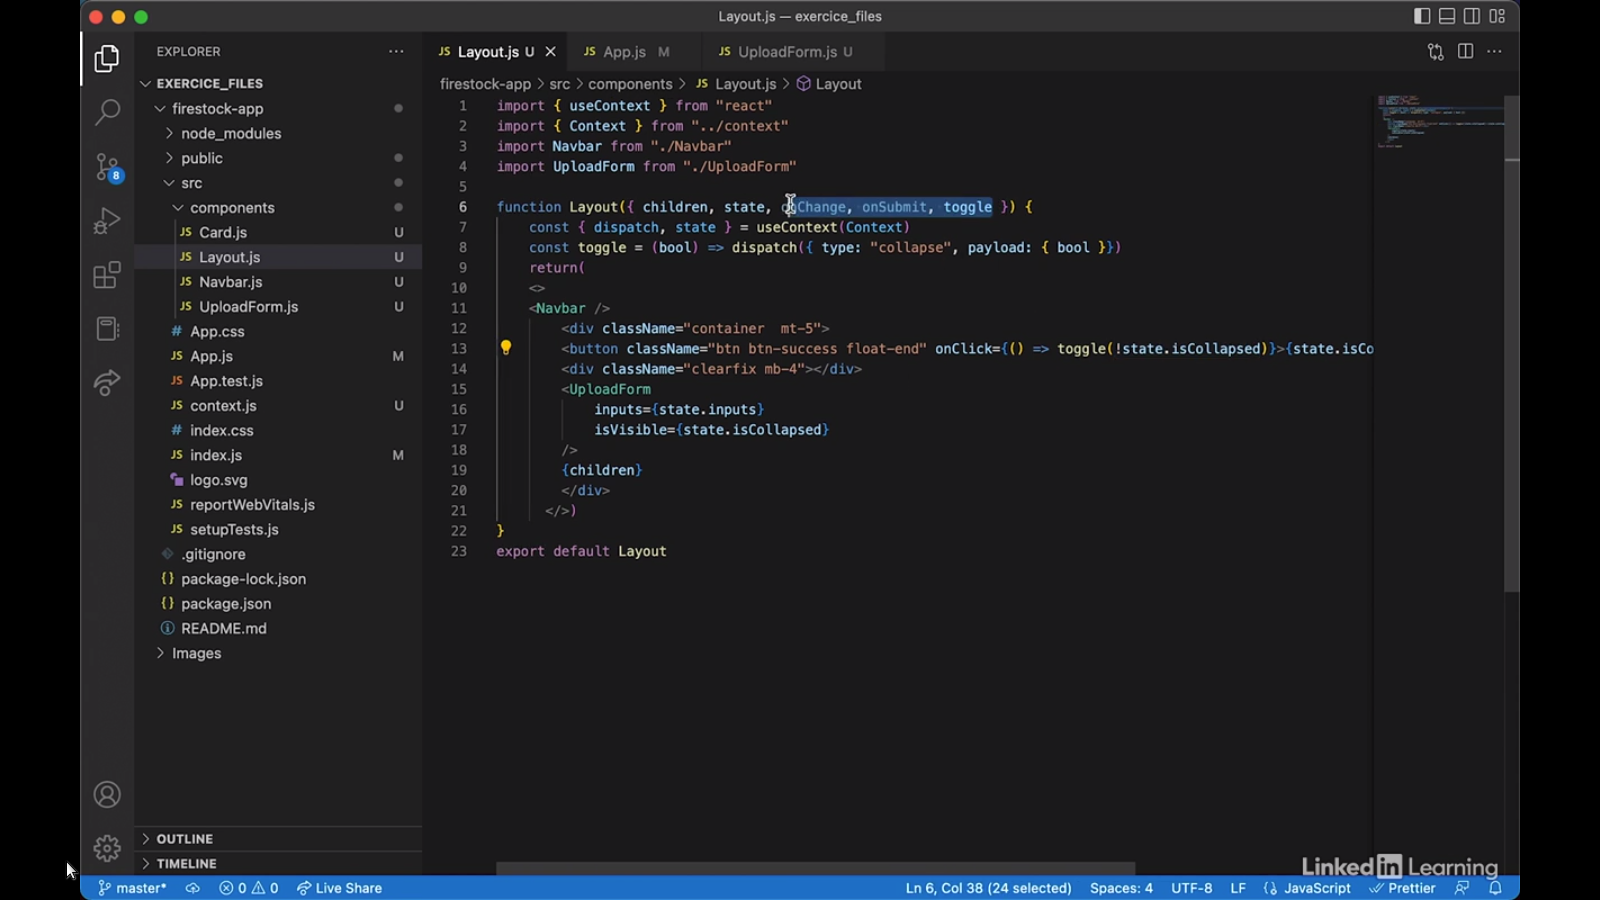 Layout.js — exercice_files
EXPLORER
EXERCICE_FILES
firestock-app
node_modules
public
src
components
JS Card.js U
JS Layout.js U
JS Navbar.js U
JS UploadForm.js U
# App.css
JS App.js M
JS App.test.js
JS context.js U
# index.css
JS index.js M
logo.svg
JS reportWebVitals.js
JS setupTests.js
.gitignore
{} package-lock.json
{} package.json
README.md
Images
OUTLINE
TIMELINE
8
JS Layout.js U
JS App.js M
JS UploadForm.js U
firestock-app > src > components > JS Layout.js > Layout
1 import { useContext } from "react"
2 import { Context } from "../context"
3 import Navbar from "./Navbar"
4 import UploadForm from "./UploadForm"
5
6 function Layout({ children, state, onChange, onSubmit, toggle }) {
7 const { dispatch, state } = useContext(Context)
8 const toggle = (bool) => dispatch({ type: "collapse", payload: { bool }})
9 return(
10 <>
11 <Navbar />
12 <div className="container  mt-5">
13 <button className="btn btn-success float-end" onClick={() => toggle(!state.isCollapsed)}>{state.isCo
14 <div className="clearfix mb-4"></div>
15 <UploadForm
16 inputs={state.inputs}
17 isVisible={state.isCollapsed}
18 />
19 {children}
20 </div>
21 </>)
22 }
23 export default Layout
LinkedIn Learning
master* 0 0 Live Share
Ln 6, Col 38 (24 selected) Spaces: 4 UTF-8 LF {} JavaScript Prettier